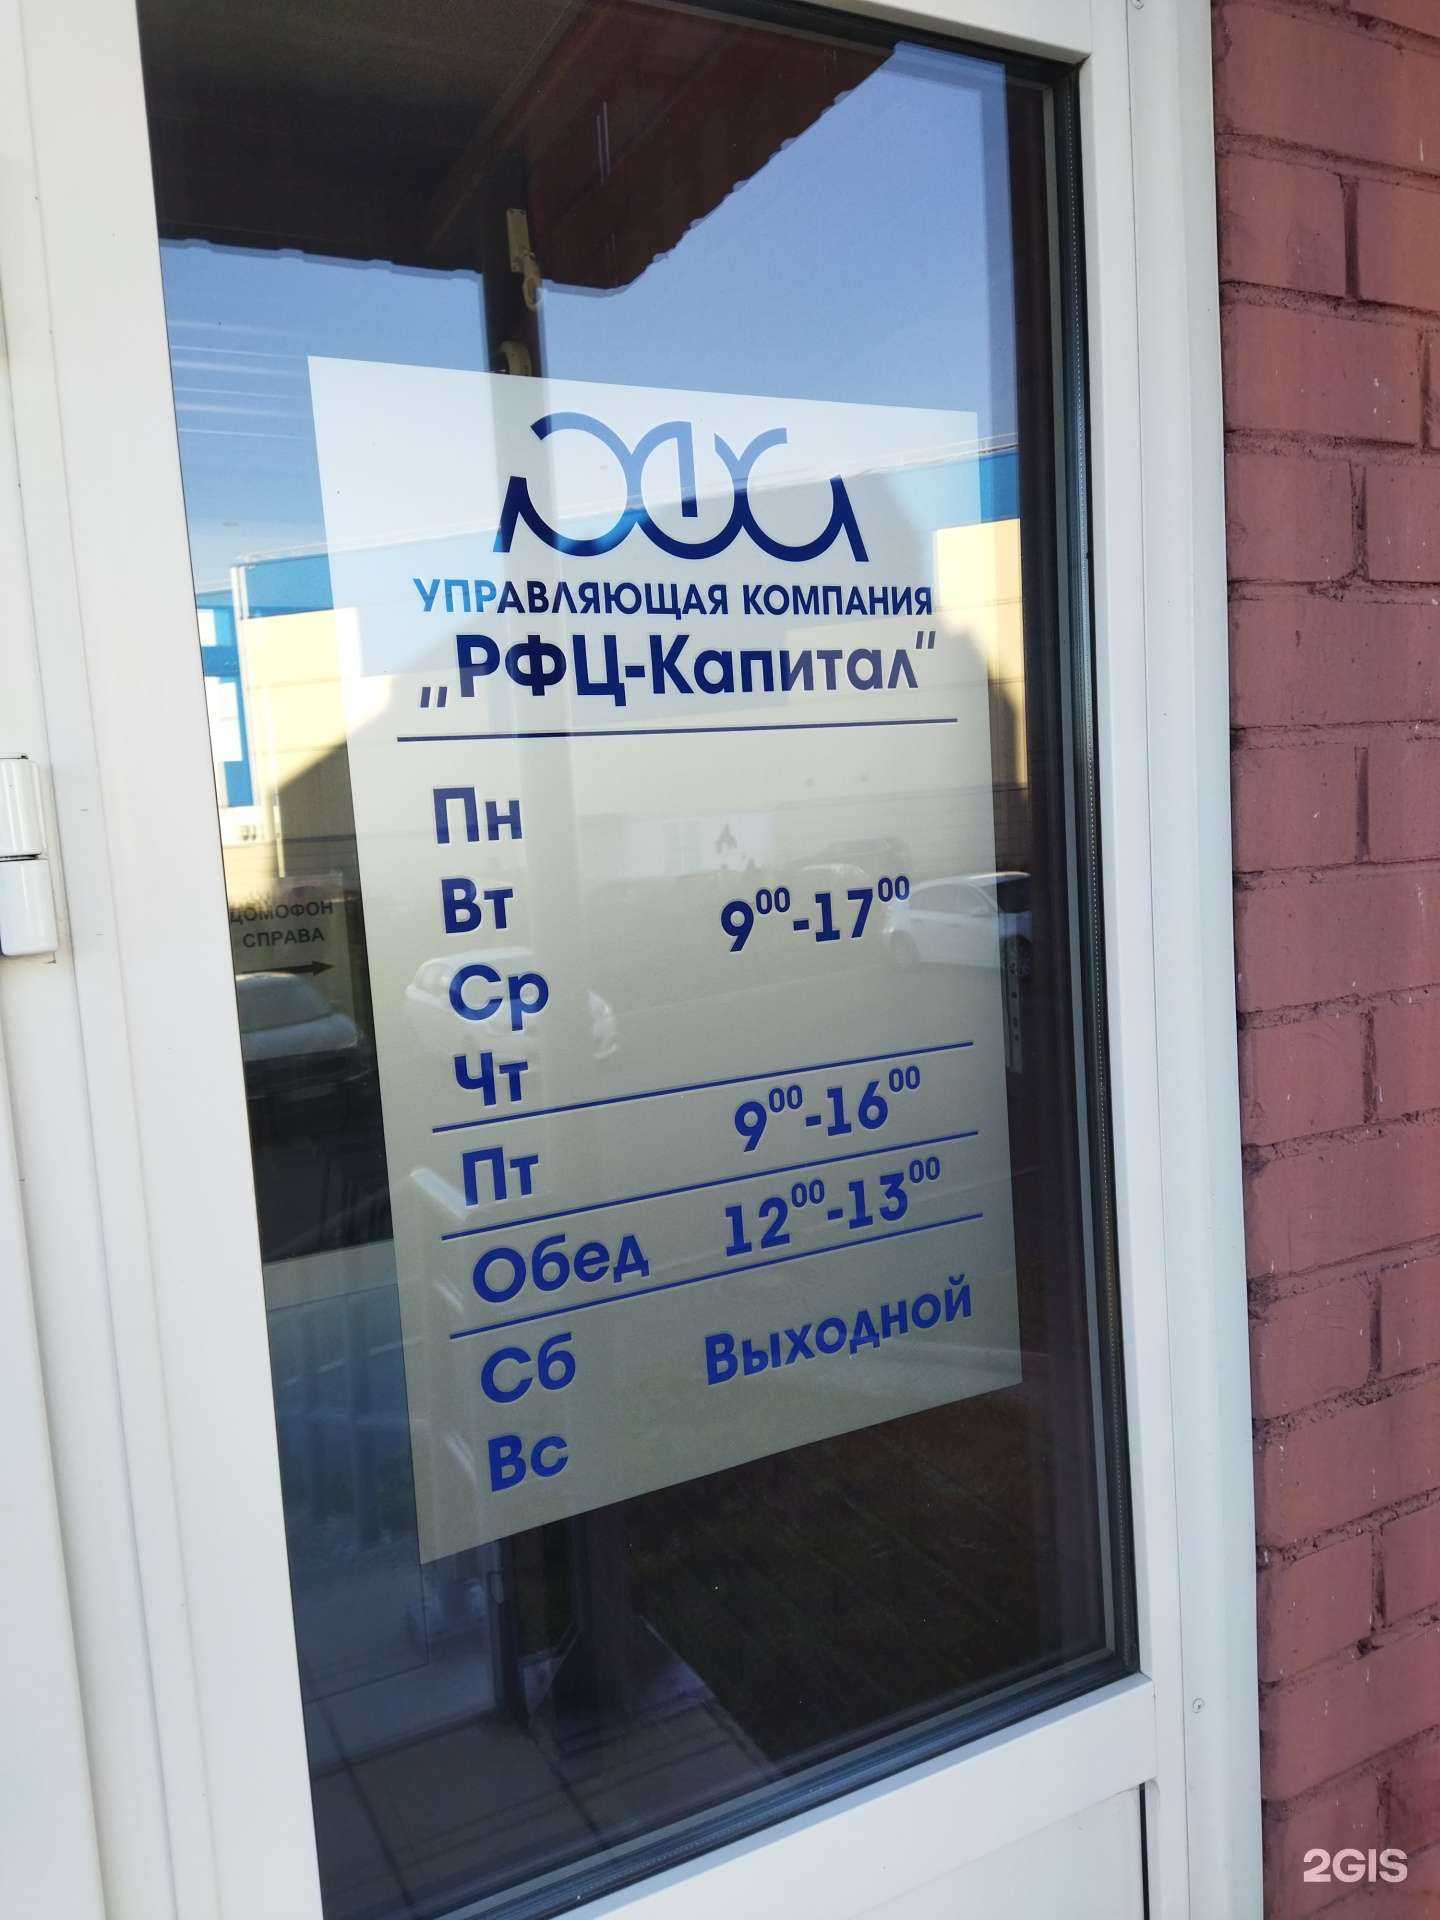 УПРАВЛЯЮЩАЯ КОМПАНИЯ
„РФЦ-Капитал"
Пн
Вт 9⁰⁰-17⁰⁰
Ср
Чт
Пт 9⁰⁰-16⁰⁰
Обед 12⁰⁰-13⁰⁰
Сб Выходной
Вс
ДОМОФОН
СПРАВА
2GIS